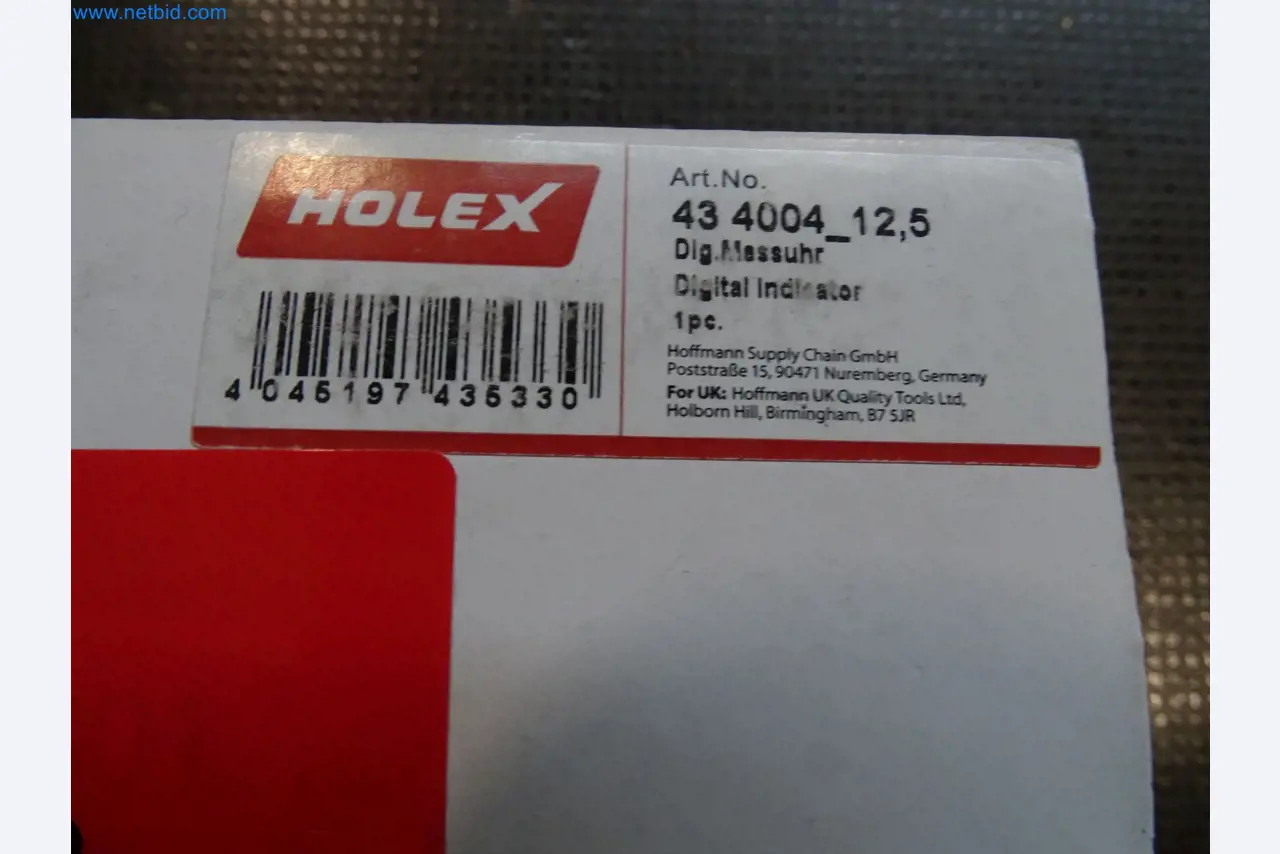 www.netbid.com
HOLEX
4 045197 435330
Art.No.
43 4004_12,5
Dig.Messuhr
Digital Indicator
1pc.
Hoffmann Supply Chain GmbH
Poststraße 15, 90471 Nuremberg, Germany
For UK: Hoffmann UK Quality Tools Ltd,
Holborn Hill, Birmingham, B7 5JR